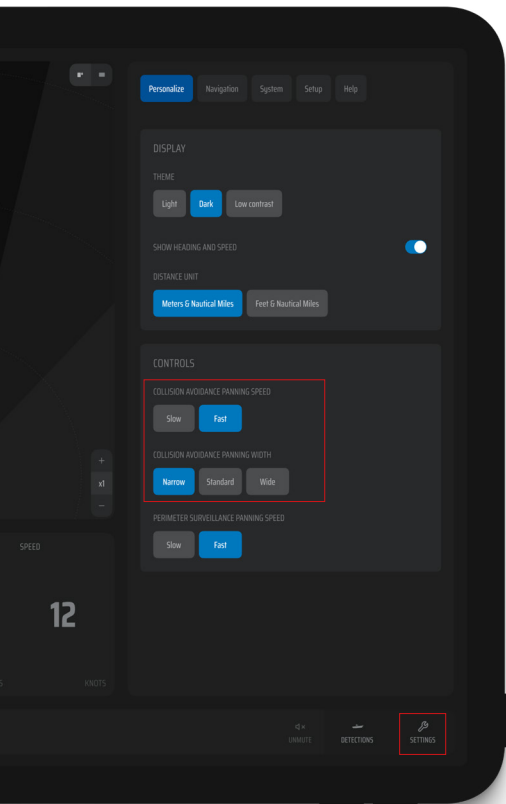 Personalize Navigation System Setup Help
DISPLAY
THEME
Light Dark Low contrast
SHOW HEADING AND SPEED
DISTANCE UNIT
Meters & Nautical Miles Feet & Nautical Miles
CONTROLS
COLLISION AVOIDANCE PANNING SPEED
Slow Fast
COLLISION AVOIDANCE PANNING WIDTH
+
x1
−
Narrow Standard Wide
PERIMETER SURVEILLANCE PANNING SPEED
Slow Fast
SPEED
12
S
KNOTS
UNMUTE DETECTIONS SETTINGS